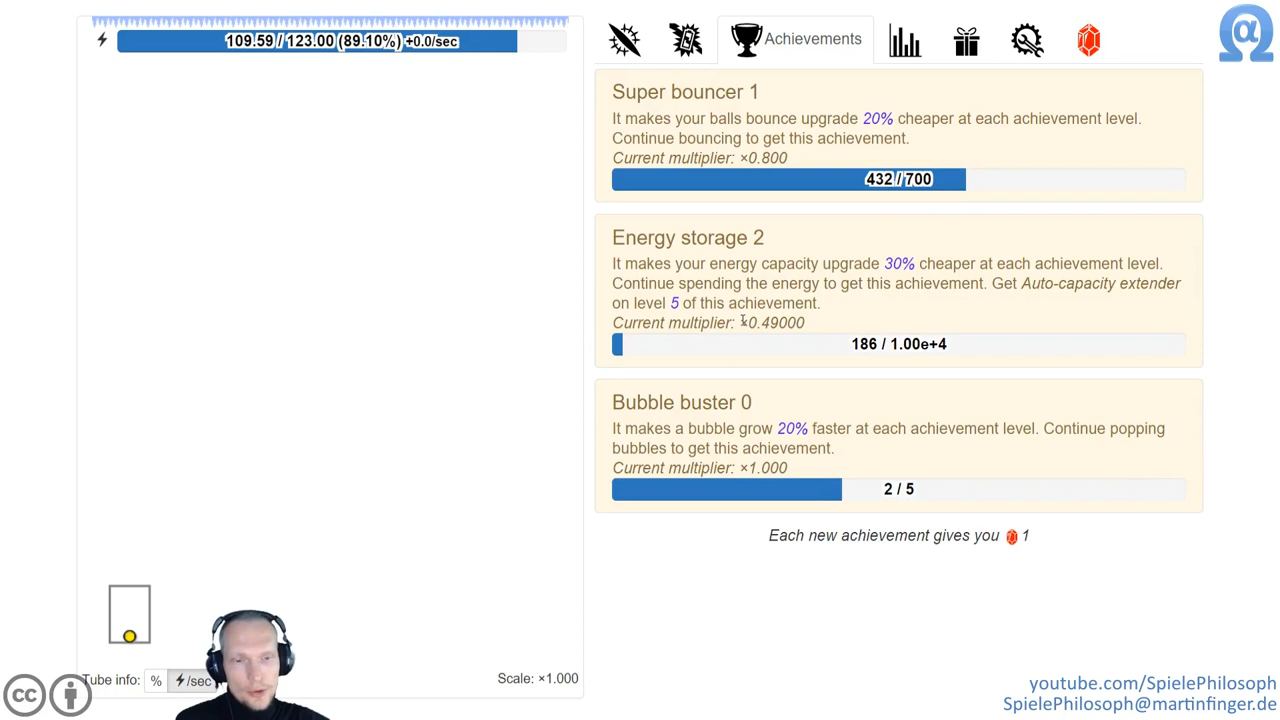 109.59 / 123.00 (89.10%) +0.0/sec
Achievements
α
Super bouncer 1
It makes your balls bounce upgrade 20% cheaper at each achievement level.
Continue bouncing to get this achievement.
Current multiplier: ×0.800
432 / 700
Energy storage 2
It makes your energy capacity upgrade 30% cheaper at each achievement level.
Continue spending the energy to get this achievement. Get Auto-capacity extender
on level 5 of this achievement.
Current multiplier: ×0.49000
186 / 1.00e+4
Bubble buster 0
It makes a bubble grow 20% faster at each achievement level. Continue popping
bubbles to get this achievement.
Current multiplier: ×1.000
2 / 5
Each new achievement gives you 1
Tube info: % /sec
Scale: ×1.000
cc
youtube.com/SpielePhilosoph
SpielePhilosoph@martinfinger.de